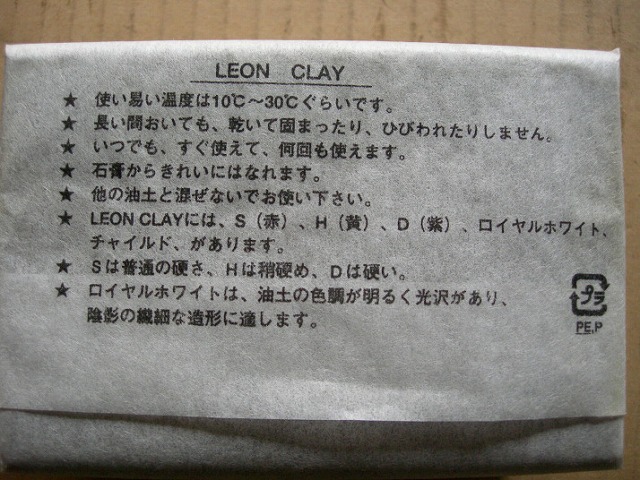 LEON CLAY
★ 使い易い温度は10℃〜30℃ぐらいです。
★ 長い間おいても、乾いて固まったり、ひびわれたりしません。
★ いつでも、すぐ使えて、何回も使えます。
★ 石膏からきれいにはなれます。
★ 他の油土と混ぜないでお使い下さい。
★ LEON CLAYには、S（赤）、H（黄）、D（紫）、ロイヤルホワイト、
チャイルド、があります。
★ Sは普通の硬さ、Hは稍硬め、Dは硬い。
★ ロイヤルホワイトは、油土の色調が明るく光沢があり、
陰影の繊細な造形に適します。
プラ
PE,P